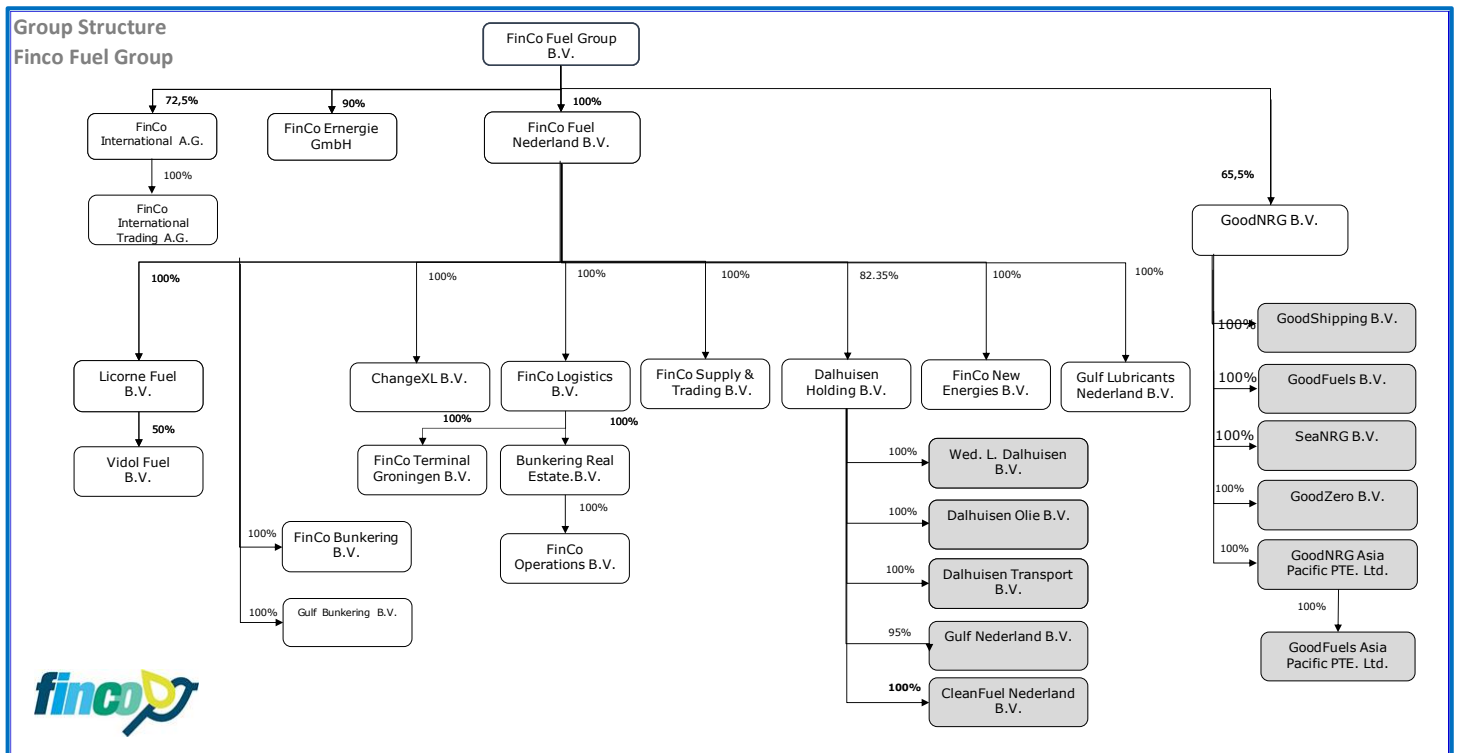 Group Structure
Finco Fuel Group
FinCo Fuel Group
B.V.
72,5%
90%
100%
FinCo
International A.G.
FinCo Ernergie
GmbH
FinCo Fuel
Nederland B.V.
100%
65,5%
FinCo
International
Trading A.G.
GoodNRG B.V.
100%
100%
100%
100%
82.35%
100%
100%
Licorne Fuel
B.V.
ChangeXL B.V.
FinCo Logistics
B.V.
FinCo Supply &
Trading B.V.
Dalhuisen
Holding B.V.
FinCo New
Energies B.V.
Gulf Lubricants
Nederland B.V.
50%
100%
100%
Vidol Fuel
B.V.
FinCo Terminal
Groningen B.V.
Bunkering Real
Estate.B.V.
100%
FinCo
Operations B.V.
100%
FinCo Bunkering
B.V.
100%
Gulf Bunkering B.V.
100%
Wed. L. Dalhuisen
B.V.
100%
Dalhuisen Olie B.V.
100%
Dalhuisen Transport
B.V.
95%
Gulf Nederland B.V.
100%
CleanFuel Nederland
B.V.
100%
GoodShipping B.V.
100%
GoodFuels B.V.
100%
SeaNRG B.V.
100%
GoodZero B.V.
100%
GoodNRG Asia
Pacific PTE. Ltd.
100%
GoodFuels Asia
Pacific PTE. Ltd.
finco